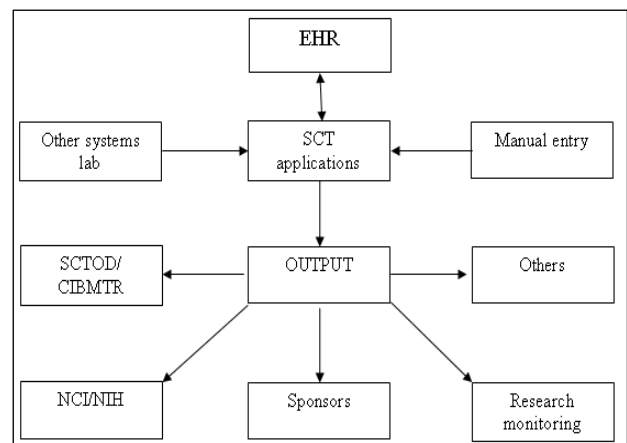 EHR
Other systems
lab
SCT
applications
Manual entry
SCTOD/
CIBMTR
OUTPUT
Others
NCI/NIH
Sponsors
Research
monitoring